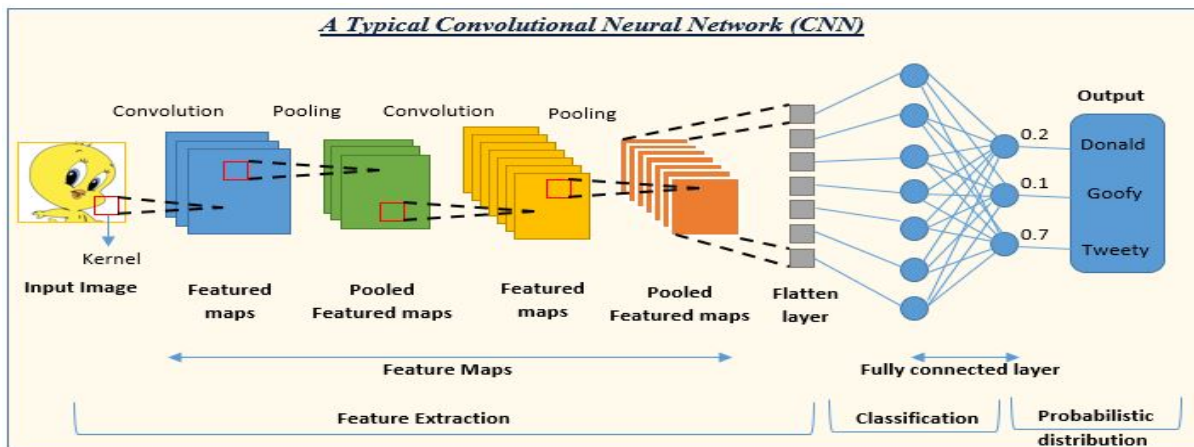 A Typical Convolutional Neural Network (CNN)
Convolution
Pooling
Convolution
Pooling
Output
0.2
Donald
0.1
Goofy
0.7
Tweety
Kernel
Input Image
Featured
maps
Pooled
Featured maps
Featured
maps
Pooled
Featured maps
Flatten
layer
Feature Maps
Fully connected layer
Feature Extraction
Classification
Probabilistic
distribution